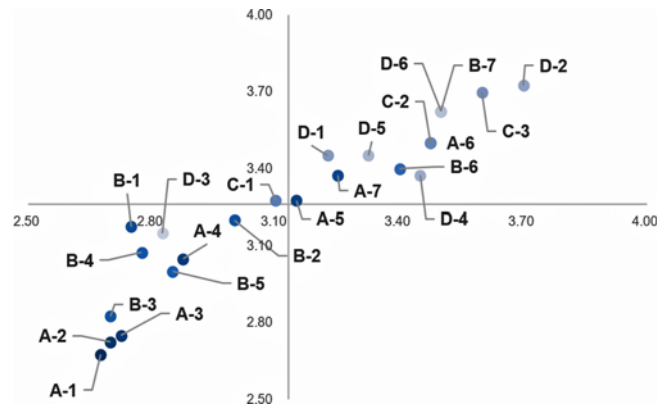 4.00
3.70
D-6
B-7
D-2
C-2
D-1
D-5
3.40
A-6
C-3
B-6
B-1
D-3
C-1
A-7
2.50
2.80
3.10
A-5
3.40
D-4
3.70
4.00
A-4
3.10
B-2
B-4
B-5
B-3
A-3
2.80
A-2
A-1
2.50